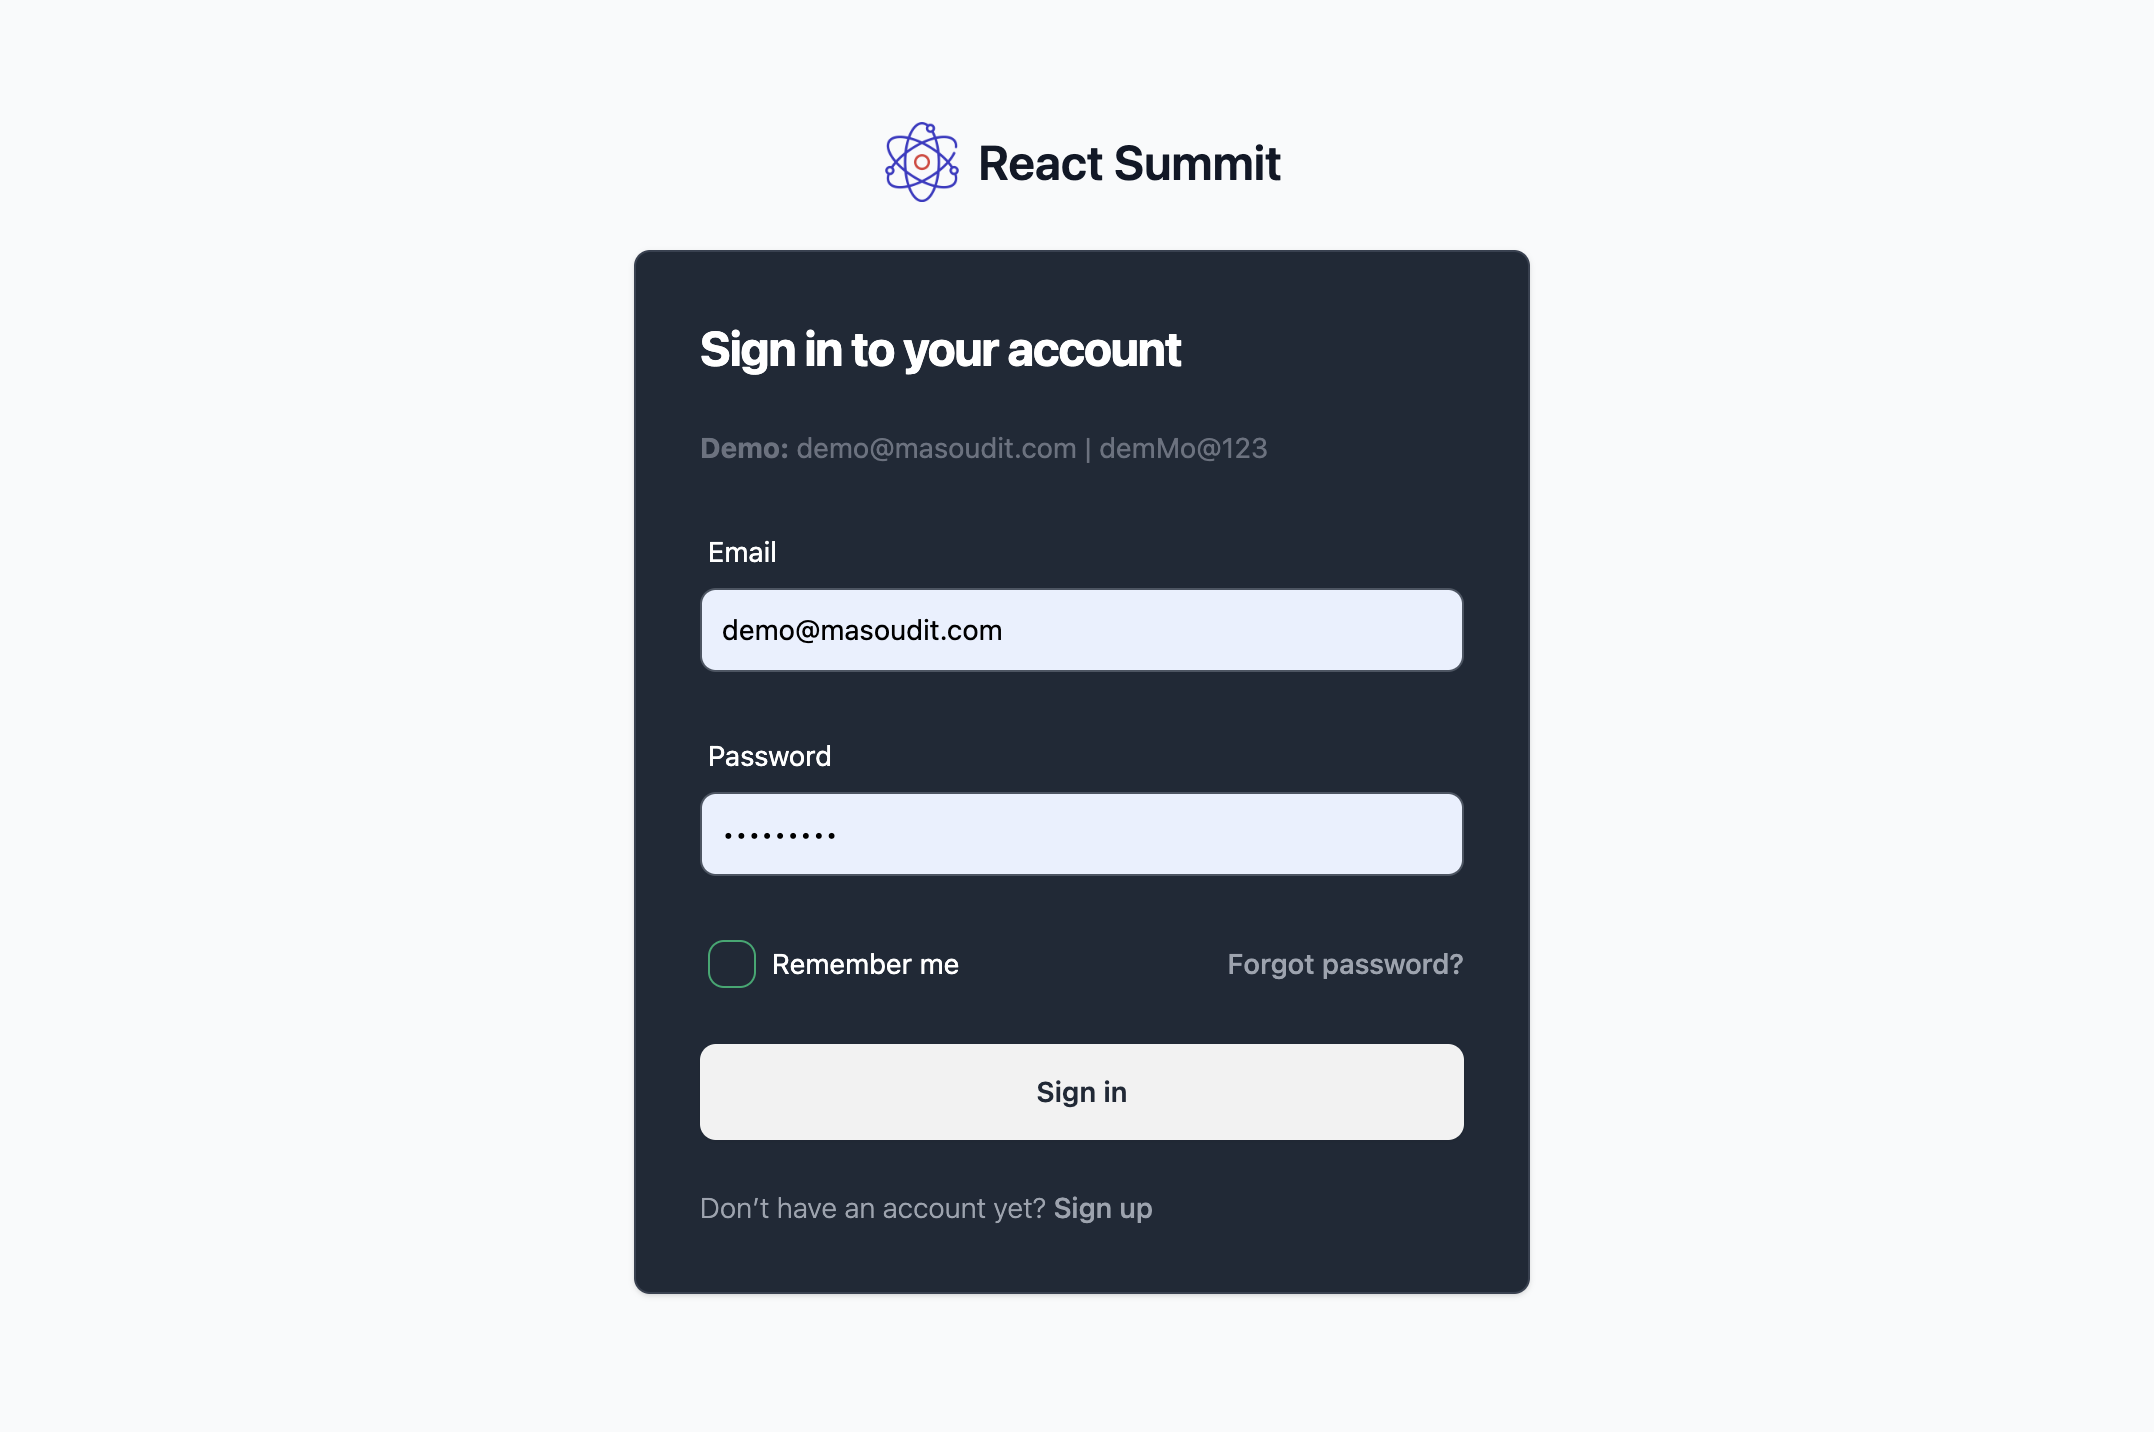 React Summit
Sign in to your account
Demo: demo@masoudit.com | demMo@123
Email
demo@masoudit.com
Password
•••••••••
Remember me
Forgot password?
Sign in
Don’t have an account yet? Sign up